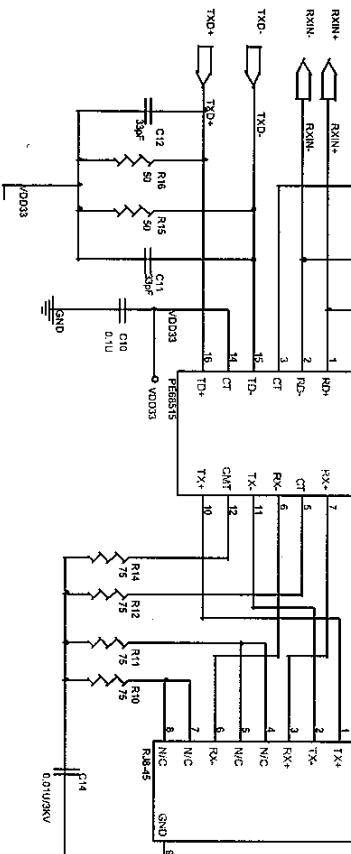 TXD+
TXD-
RXIN-
RXIN+
TXD+
TXD-
RXIN-
RXIN+
C12
33pF
R16
50
R15
50
C11
33pF
VDD33
GND
C10
0.1U
VDD33
VDD33
16
14
15
3
2
1
TD+
CT
TD-
CT
RD-
RD+
PE68515
TX+
CMT
TX-
RX-
CT
RX+
10
12
11
6
5
7
R14
75
R12
75
R11
75
R10
75
8
7
6
5
4
3
2
1
N/C
N/C
RX-
N/C
N/C
RX+
TX-
TX+
RJ8-45
GND
9
C14
0.01U/3KV